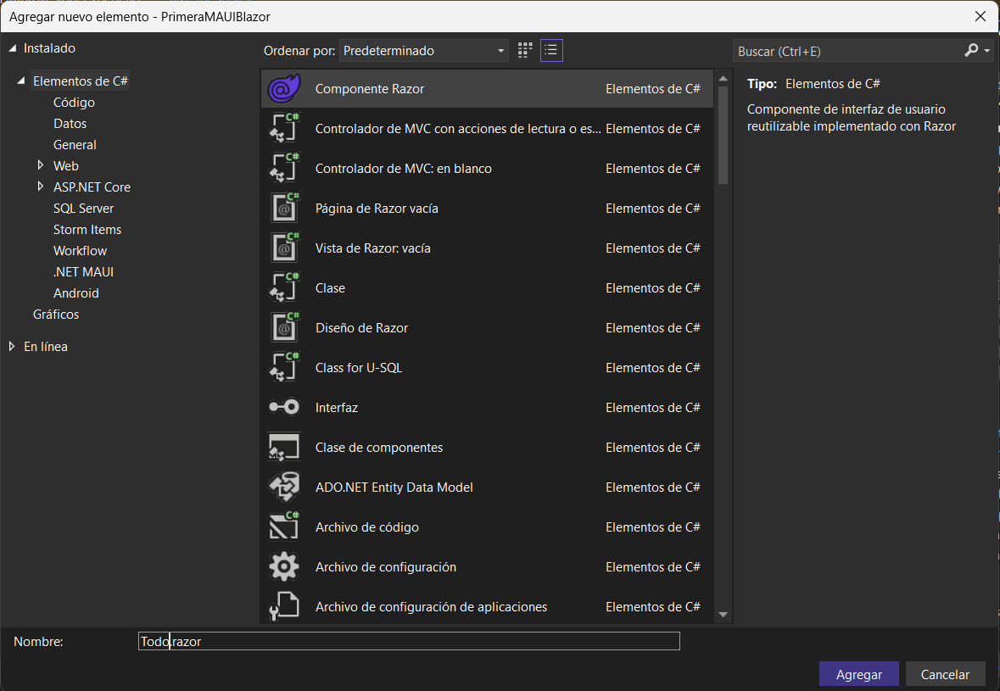 Agregar nuevo elemento - PrimeraMAUIBlazor
Instalado
Elementos de C#
Código
Datos
General
Web
ASP.NET Core
SQL Server
Storm Items
Workflow
.NET MAUI
Android
Gráficos
En línea
Ordenar por: Predeterminado
Componente Razor Elementos de C#
Controlador de MVC con acciones de lectura o es... Elementos de C#
Controlador de MVC: en blanco Elementos de C#
Página de Razor vacía Elementos de C#
Vista de Razor: vacía Elementos de C#
Clase Elementos de C#
Diseño de Razor Elementos de C#
Class for U-SQL Elementos de C#
Interfaz Elementos de C#
Clase de componentes Elementos de C#
ADO.NET Entity Data Model Elementos de C#
Archivo de código Elementos de C#
Archivo de configuración Elementos de C#
Archivo de configuración de aplicaciones Elementos de C#
Buscar (Ctrl+E)
Tipo: Elementos de C#
Componente de interfaz de usuario
reutilizable implementado con Razor
Nombre: Todo.razor
Agregar Cancelar